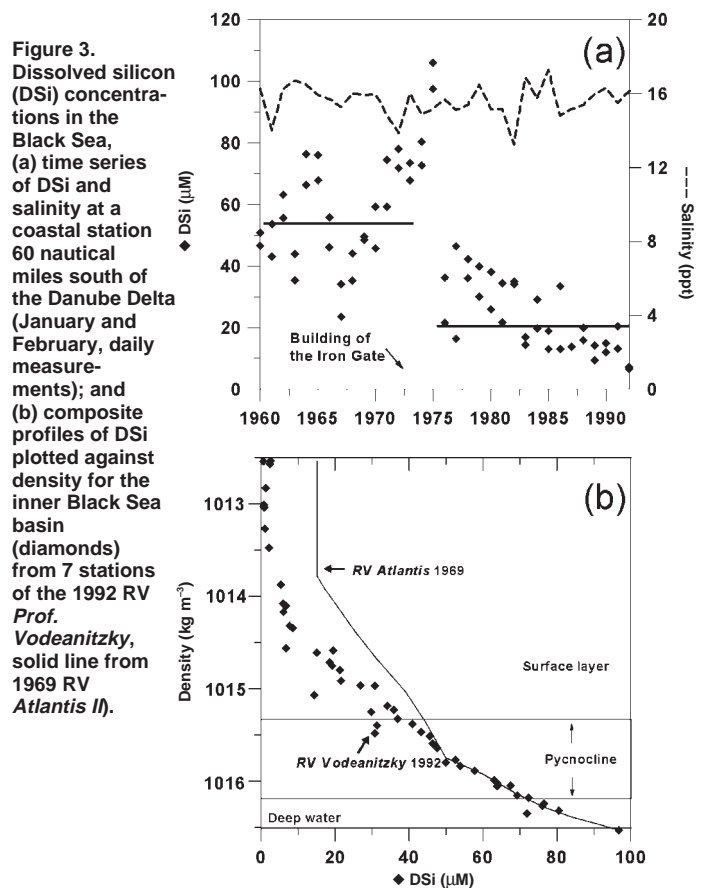 Figure 3.
Dissolved silicon
(DSi) concentra-
tions in the
Black Sea,
(a) time series
of DSi and
salinity at a
coastal station
60 nautical
miles south of
the Danube Delta
(January and
February, daily
measure-
ments); and
(b) composite
profiles of DSi
plotted against
density for the
inner Black Sea
basin
(diamonds)
from 7 stations
of the 1992 RV
Prof.
Vodeanitzky,
solid line from
1969 RV
Atlantis II).
(a)
120
100
80
60
40
20
0
◆ DSi (µM)
20
16
12
8
4
0
--- Salinity (ppt)
Building of
the Iron Gate
1960 1965 1970 1975 1980 1985 1990
(b)
1013
1014
1015
1016
Density (kg m⁻³)
RV Atlantis 1969
Surface layer
RV Vodeanitzky 1992
Pycnocline
Deep water
0 20 40 60 80 100
◆ DSi (µM)